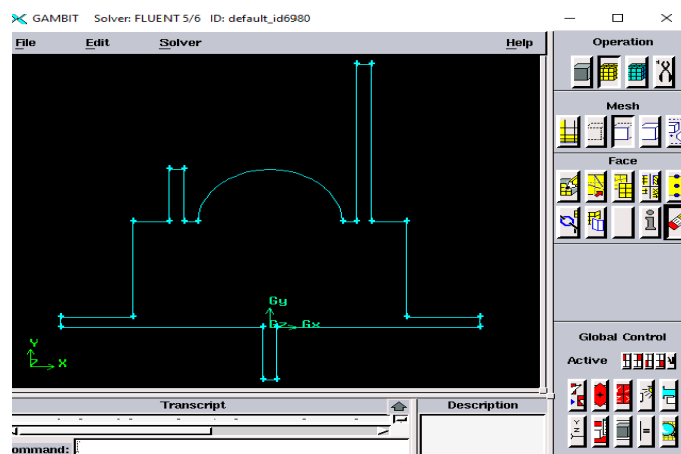 GAMBIT Solver: FLUENT 5/6 ID: default_id6980
File Edit Solver Help
Operation
Mesh
Face
Gy
Gz Gx
Y
Z X
Global Control
Active
Transcript Description
ommand: